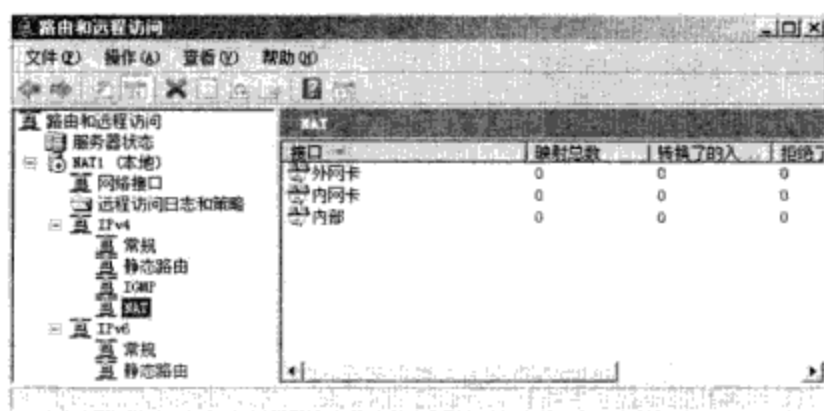 路由和远程访问
文件(F) 操作(A) 查看(V) 帮助(H)
路由和远程访问
服务器状态
NAT1 (本地)
网络接口
远程访问日志和策略
IPv4
常规
静态路由
IGMP
NAT
IPv6
常规
静态路由
NAT
接口 映射总数 转换了的入 拒绝了
外网卡 0 0 0
内网卡 0 0 0
内部 0 0 0